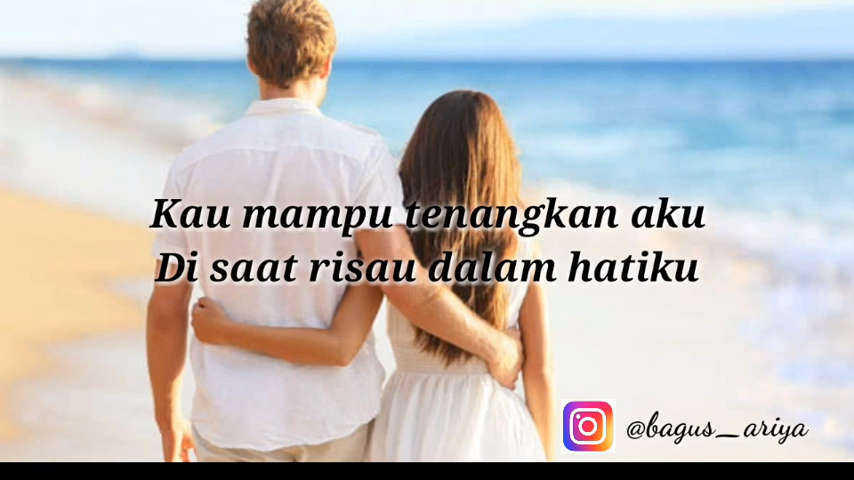 Kau mampu tenangkan aku
Di saat risau dalam hatiku
@bagus_ariya